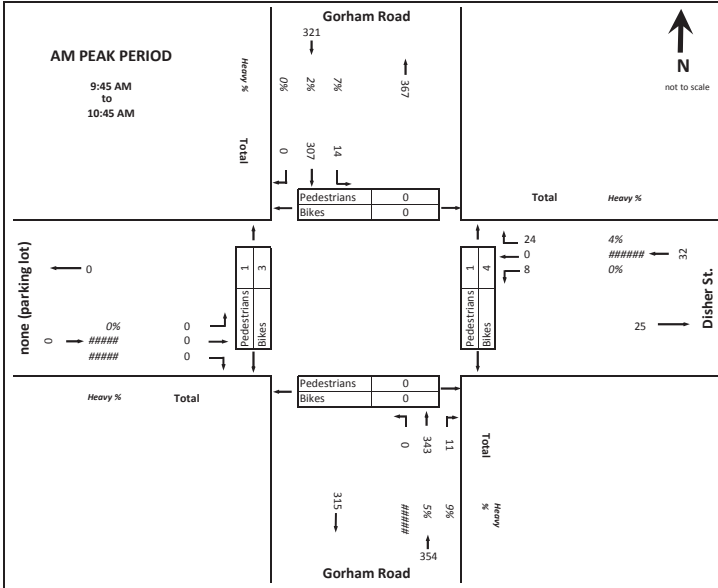 Gorham Road
321
AM PEAK PERIOD
9:45 AM
to
10:45 AM
N
not to scale
Heavy %
0%
2%
7%
367
Total
0
307
14
Pedestrians 0
Bikes 0
Total Heavy %
none (parking lot)
0
Pedestrians 1
Bikes 3
Pedestrians 1
Bikes 4
24 4%
0 ######
8 0%
32
Disher St.
25
0% 0
0
##### 0
##### 0
Heavy % Total
Pedestrians 0
Bikes 0
0
343
11
Total
315
######
5%
9%
Heavy
%
354
Gorham Road